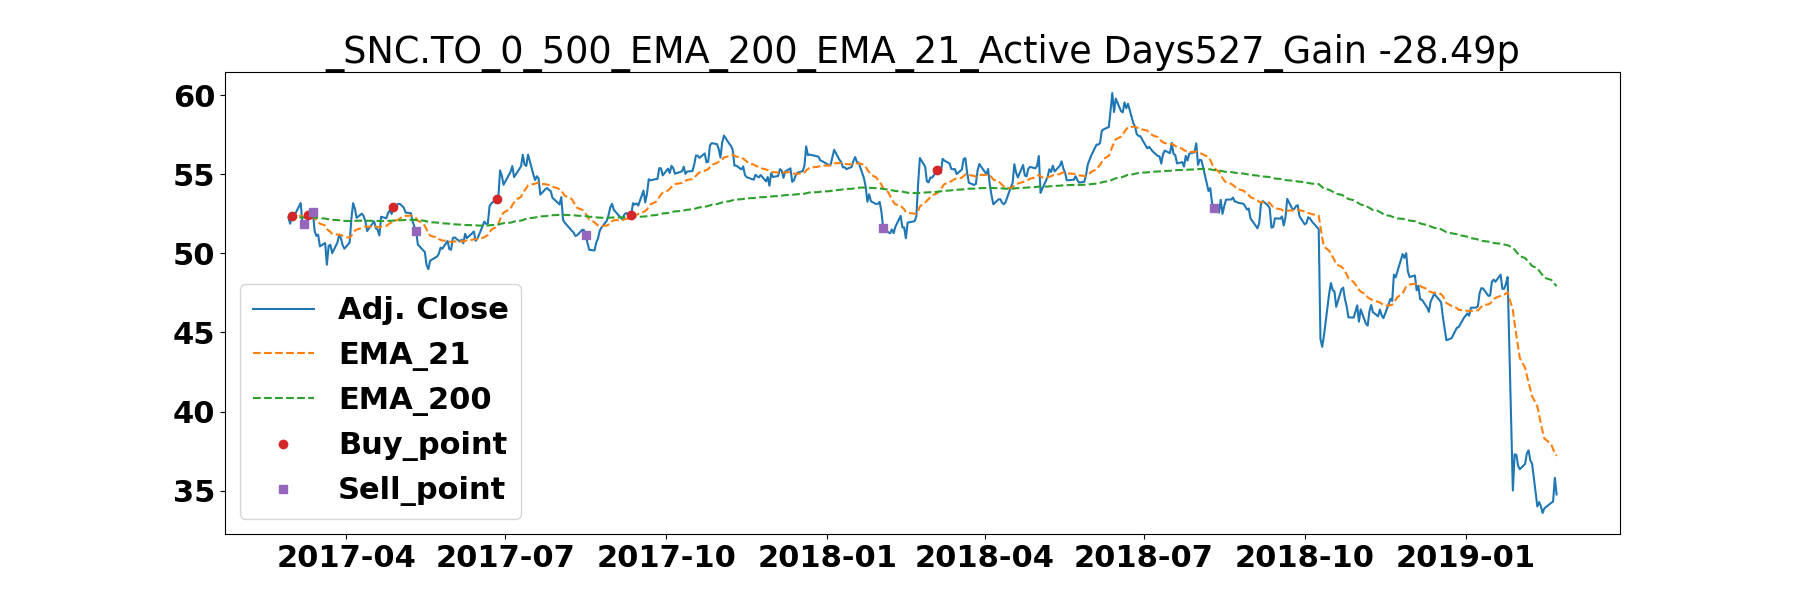 _SNC.TO_0_500_EMA_200_EMA_21_Active Days527_Gain -28.49p
60
55
50
45
40
35
Adj. Close
EMA_21
EMA_200
Buy_point
Sell_point
2017-04 2017-07 2017-10 2018-01 2018-04 2018-07 2018-10 2019-01